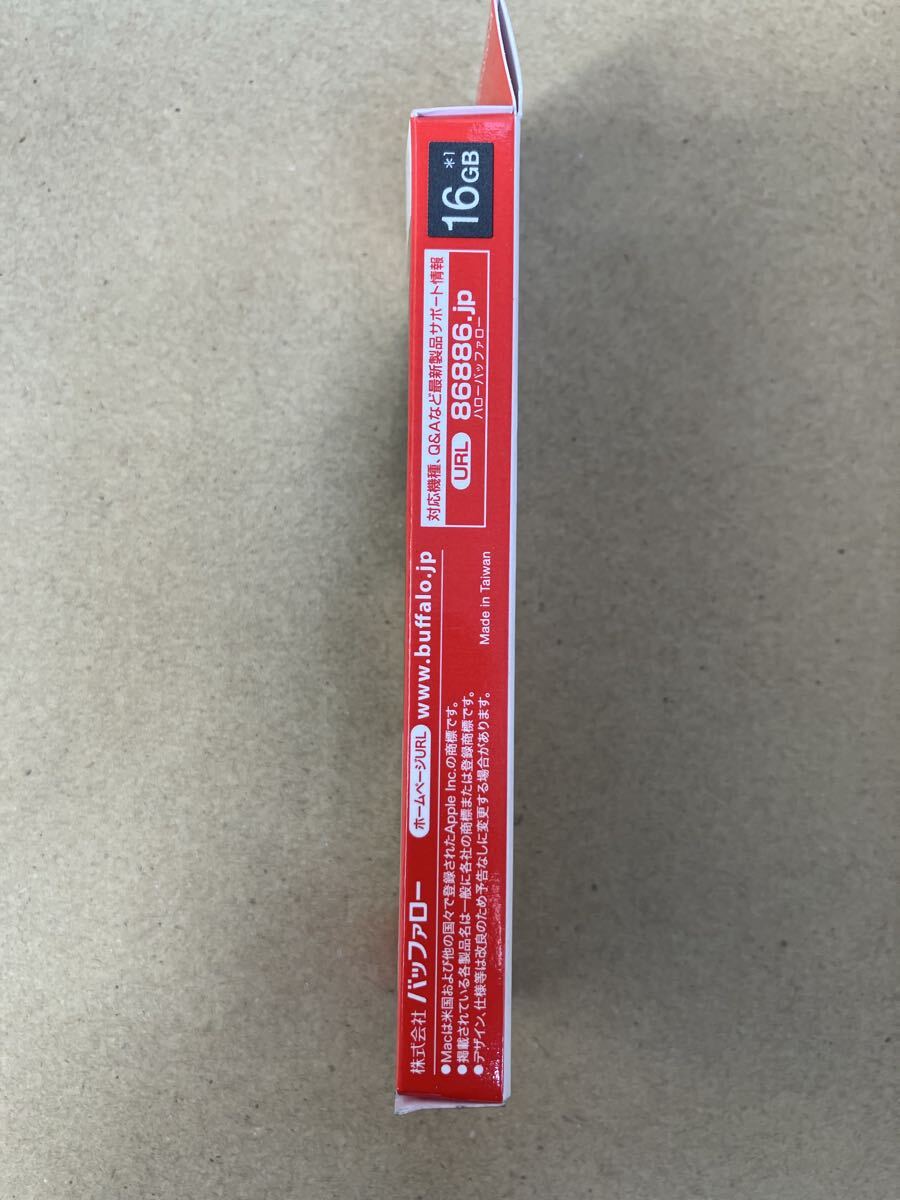 株式会社 バッファロー
ホームページURL www.buffalo.jp
●Macは米国および他の国々で登録されたApple Inc.の商標です。
●掲載されている各製品名は一般に各社の商標または登録商標です。
●デザイン、仕様等は改良のため予告なしに変更する場合があります。
Made in Taiwan
対応機種、Q&Aなど最新製品サポート情報
URL 86886.jp
ハローバッファロー
16GB*1